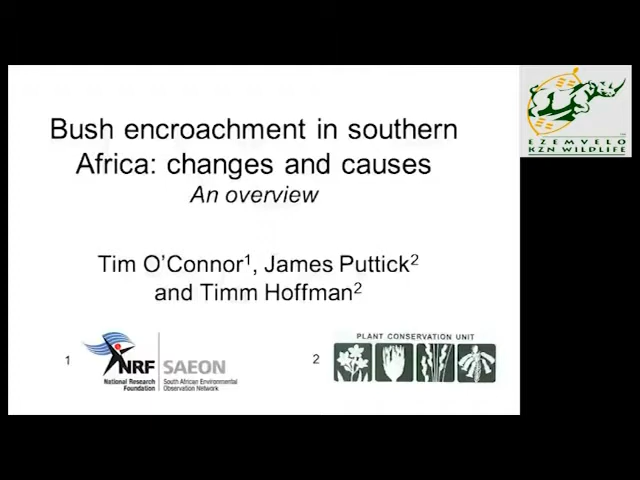 Bush encroachment in southern
Africa: changes and causes
An overview
Tim O'Connor1, James Puttick2
and Timm Hoffman2
1
NRF
SAEON
National Research
Foundation
South African Environmental
Observation Network
2
PLANT CONSERVATION UNIT
EZEMVELO
KZN WILDLIFE